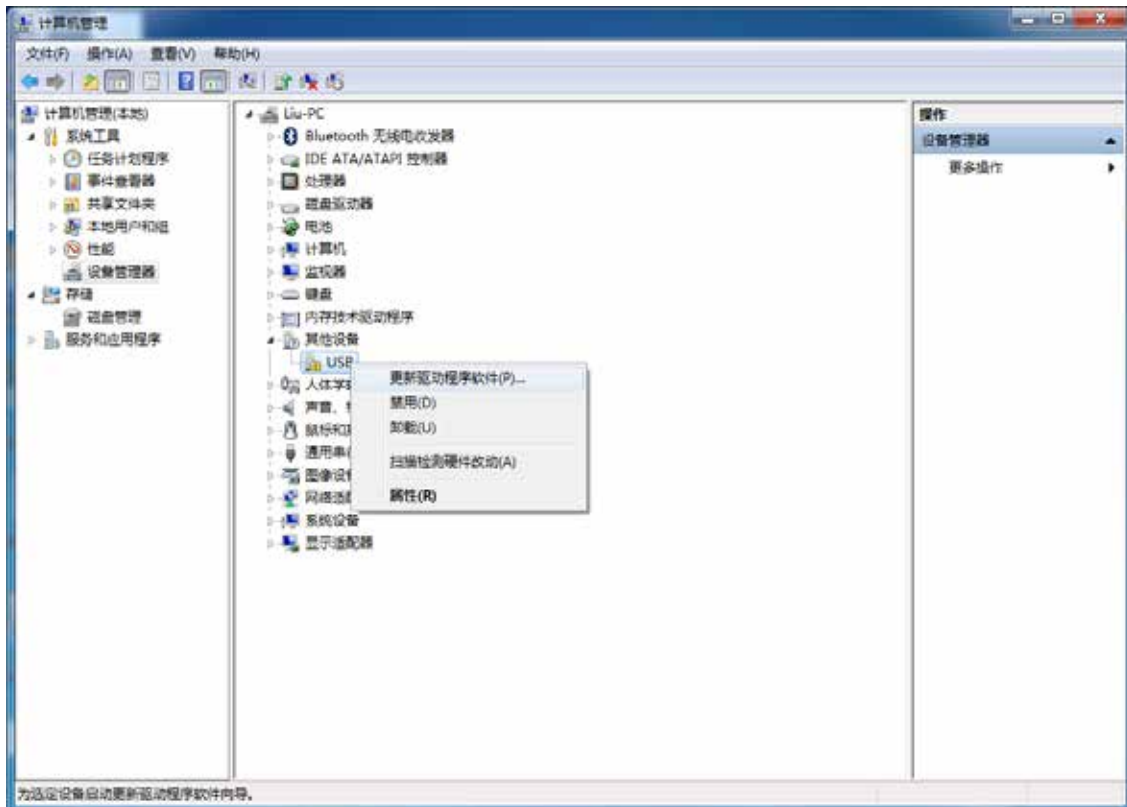 计算机管理
文件(F) 操作(A) 查看(V) 帮助(H)
计算机管理(本地)
系统工具
任务计划程序
事件查看器
共享文件夹
本地用户和组
性能
设备管理器
存储
磁盘管理
服务和应用程序
Liu-PC
Bluetooth 无线电收发器
IDE ATA/ATAPI 控制器
处理器
磁盘驱动器
电池
计算机
监视器
键盘
内存技术驱动程序
其他设备
USB
人体学
声音、
鼠标和
通用串
图像设
网络适
系统设备
显示适配器
更新驱动程序软件(P)...
禁用(D)
卸载(U)
扫描检测硬件改动(A)
属性(R)
操作
设备管理器
更多操作
为选定设备启动更新驱动程序软件向导。